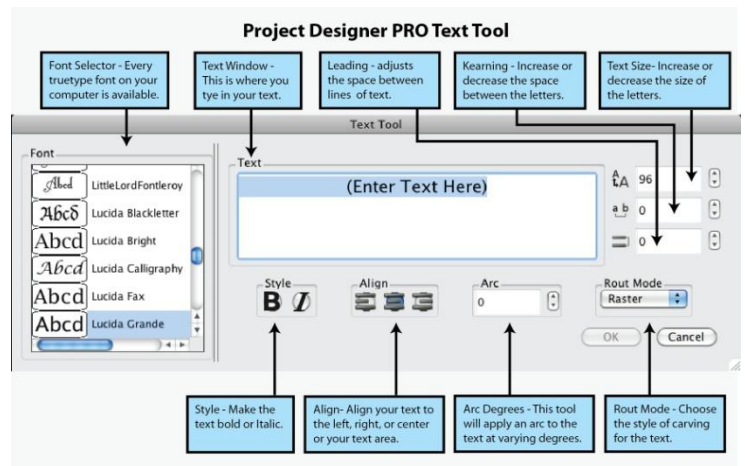 Project Designer PRO Text Tool
Font Selector - Every
truetype font on your
computer is available.
Text Window -
This is where you
tye in your text.
Leading - adjusts
the space between
lines of text.
Kearning - Increase or
decrease the space
between the letters.
Text Size- Increase or
decrease the size of
the letters.
Text Tool
Font
Abcd LittleLordFontleroy
Abcd Lucida Blackletter
Abcd Lucida Bright
Abcd Lucida Calligraphy
Abcd Lucida Fax
Abcd Lucida Grande
Text
(Enter Text Here)
A A 96
a b 0
0
Style
B I
Align
Arc
0
Rout Mode
Raster
OK Cancel
Style - Make the
text bold or Italic.
Align- Align your text to
the left, right, or center
or your text area.
Arc Degrees - This tool
will apply an arc to the
text at varying degrees.
Rout Mode - Choose
the style of carving
for the text.